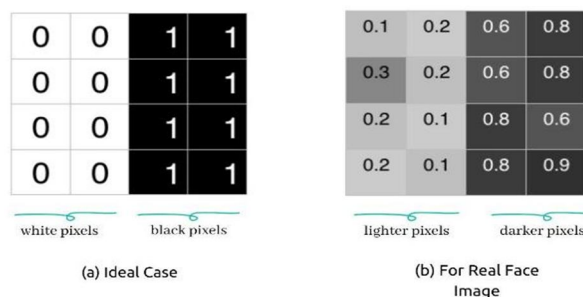 0 0 1 1
0 0 1 1
0 0 1 1
0 0 1 1
white pixels black pixels
(a) Ideal Case
0.1 0.2 0.6 0.8
0.3 0.2 0.6 0.8
0.2 0.1 0.8 0.6
0.2 0.1 0.8 0.9
lighter pixels darker pixels
(b) For Real Face
Image